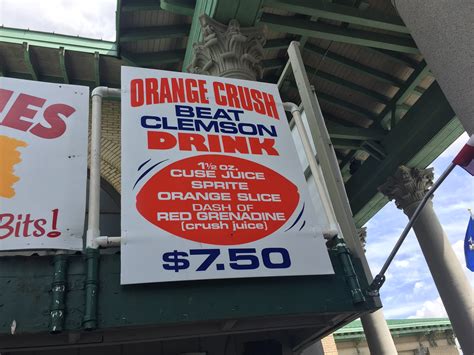 ORANGE CRUSH
BEAT
CLEMSON
DRINK
1½ oz.
CUSE JUICE
SPRITE
ORANGE SLICE
DASH OF
RED GRENADINE
(crush juice)
$7.50
Bits!